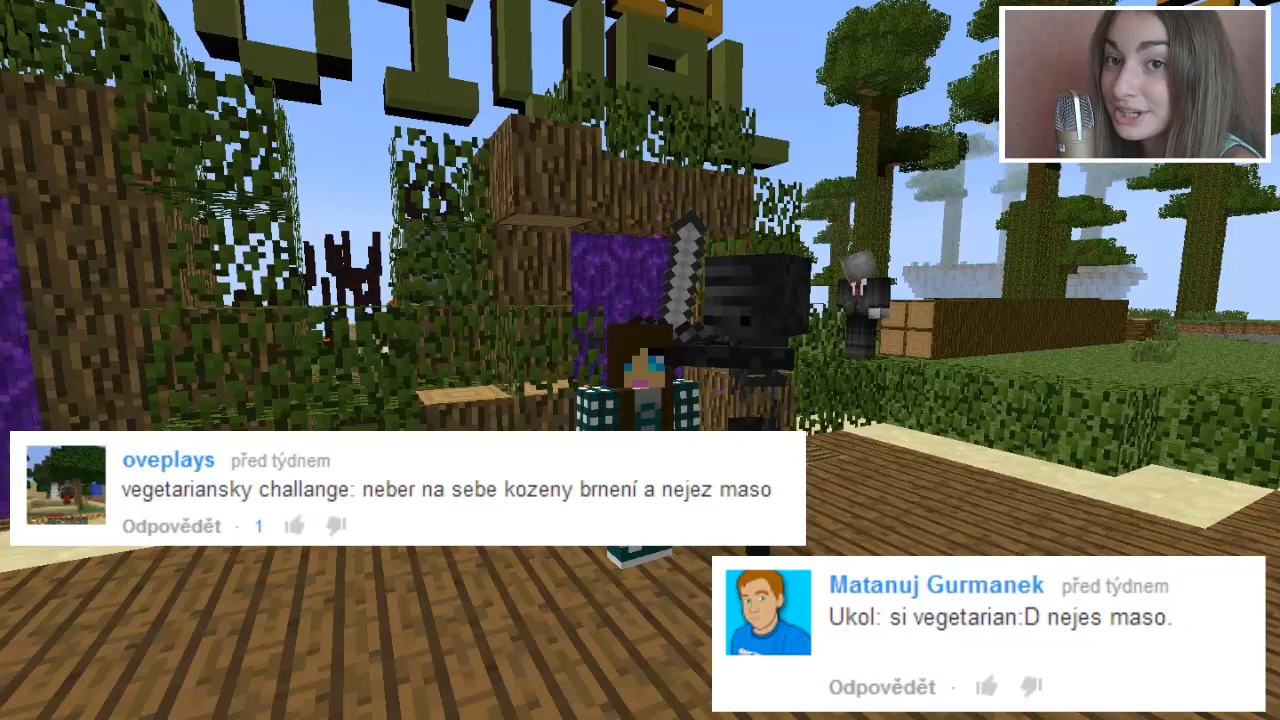 oveplays před týdnem
vegetariansky challange: neber na sebe kozeny brnení a nejez maso
Odpovědět · 1
Matanuj Gurmanek před týdnem
Ukol: si vegetarian:D nejes maso.
Odpovědět ·